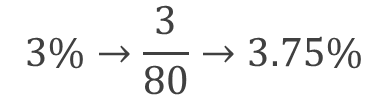 3% → 3/80 → 3.75%